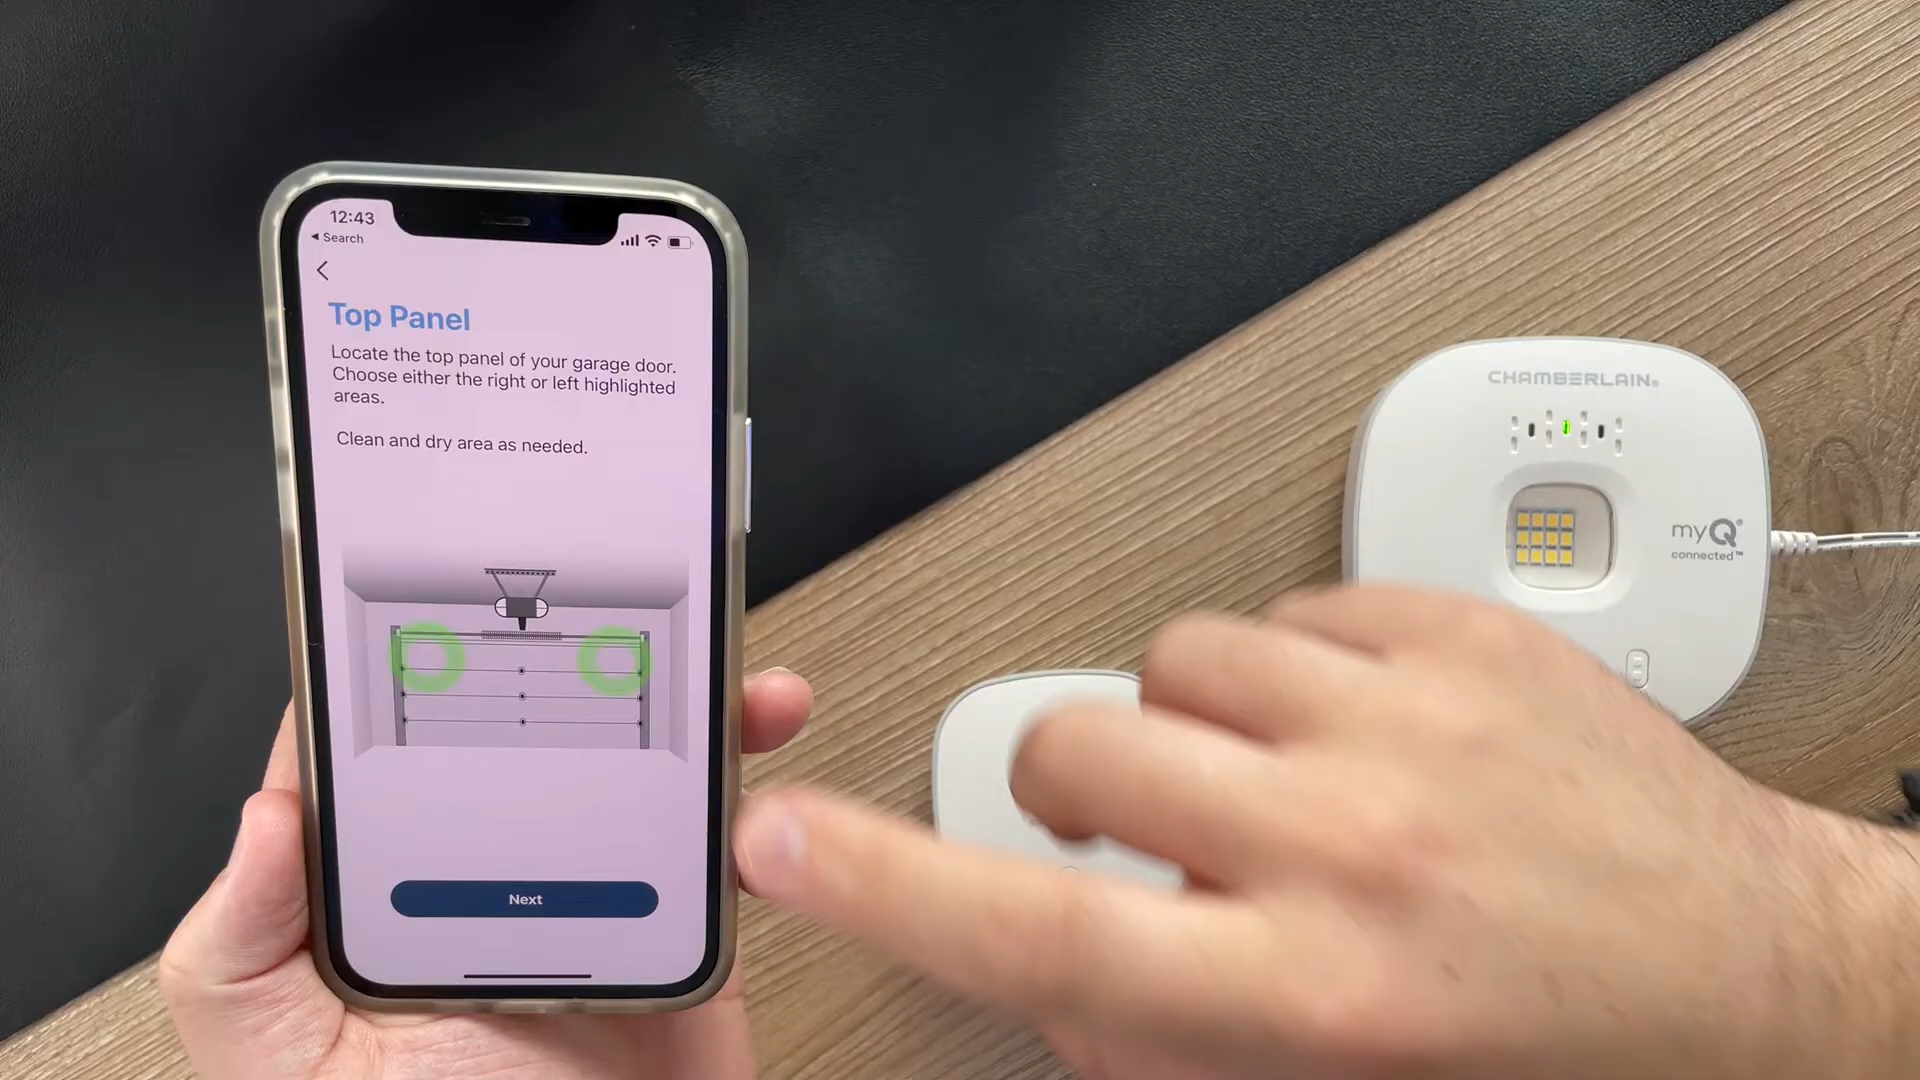 12:43
◀ Search
Top Panel
Locate the top panel of your garage door.
Choose either the right or left highlighted
areas.
Clean and dry area as needed.
Next
CHAMBERLAIN®
myQ®
connected™